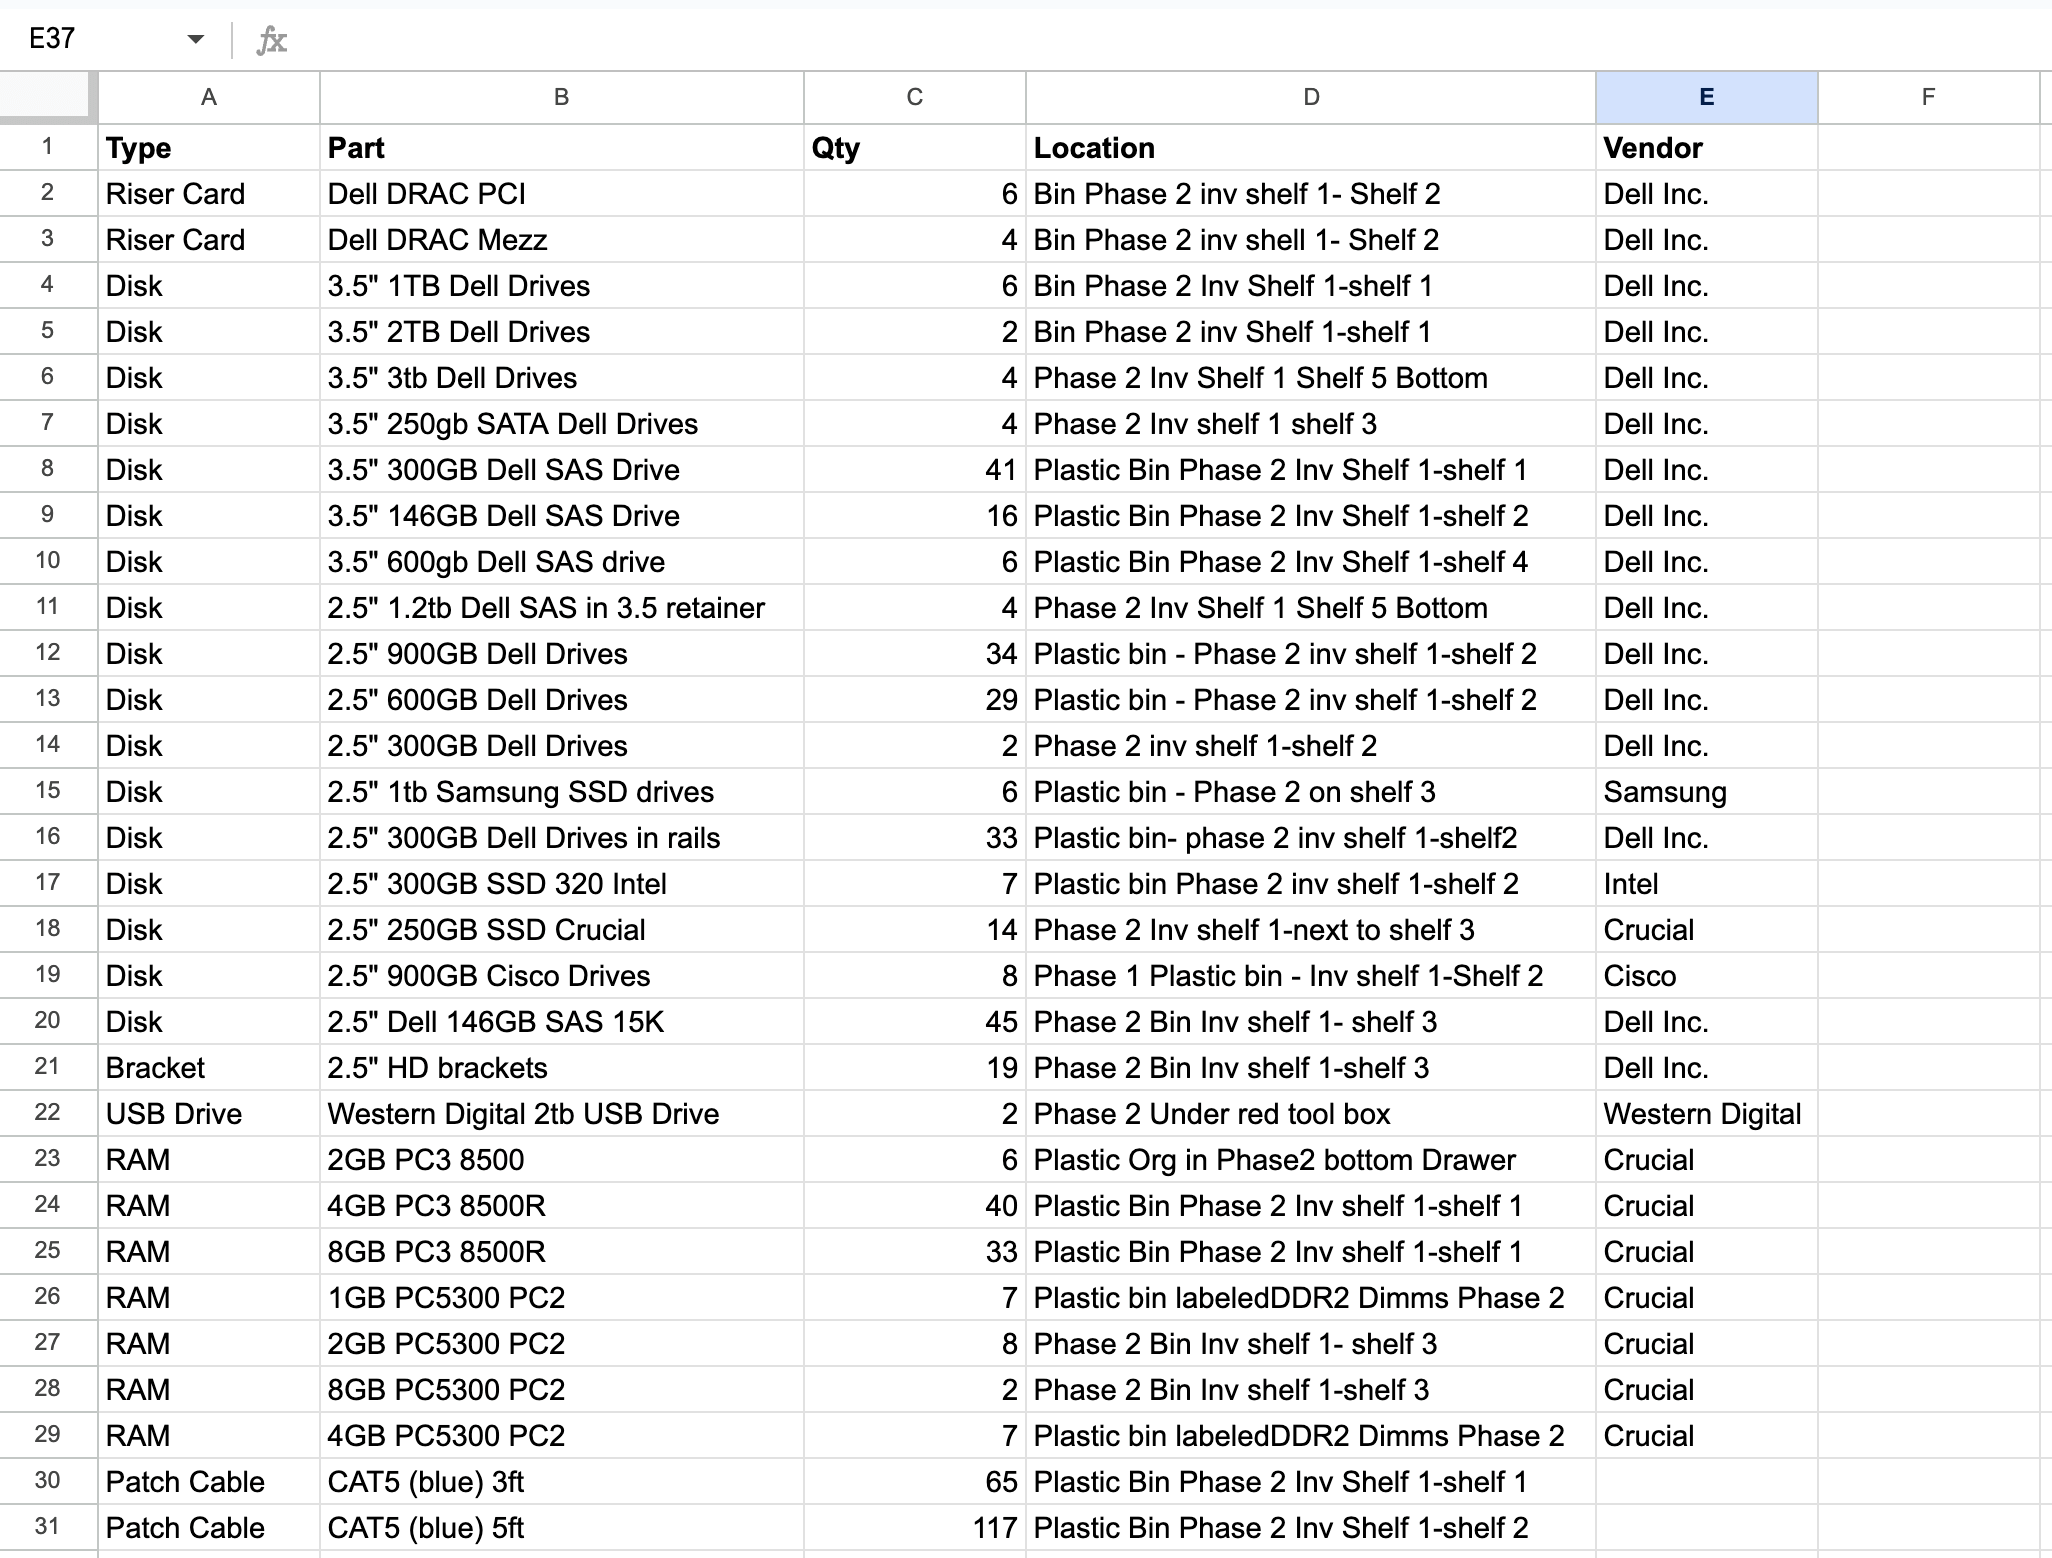 E37 fx
A B C D E F
1 Type Part Qty Location Vendor
2 Riser Card Dell DRAC PCI 6 Bin Phase 2 inv shelf 1- Shelf 2 Dell Inc.
3 Riser Card Dell DRAC Mezz 4 Bin Phase 2 inv shell 1- Shelf 2 Dell Inc.
4 Disk 3.5" 1TB Dell Drives 6 Bin Phase 2 Inv Shelf 1-shelf 1 Dell Inc.
5 Disk 3.5" 2TB Dell Drives 2 Bin Phase 2 inv Shelf 1-shelf 1 Dell Inc.
6 Disk 3.5" 3tb Dell Drives 4 Phase 2 Inv Shelf 1 Shelf 5 Bottom Dell Inc.
7 Disk 3.5" 250gb SATA Dell Drives 4 Phase 2 Inv shelf 1 shelf 3 Dell Inc.
8 Disk 3.5" 300GB Dell SAS Drive 41 Plastic Bin Phase 2 Inv Shelf 1-shelf 1 Dell Inc.
9 Disk 3.5" 146GB Dell SAS Drive 16 Plastic Bin Phase 2 Inv Shelf 1-shelf 2 Dell Inc.
10 Disk 3.5" 600gb Dell SAS drive 6 Plastic Bin Phase 2 Inv Shelf 1-shelf 4 Dell Inc.
11 Disk 2.5" 1.2tb Dell SAS in 3.5 retainer 4 Phase 2 Inv Shelf 1 Shelf 5 Bottom Dell Inc.
12 Disk 2.5" 900GB Dell Drives 34 Plastic bin - Phase 2 inv shelf 1-shelf 2 Dell Inc.
13 Disk 2.5" 600GB Dell Drives 29 Plastic bin - Phase 2 inv shelf 1-shelf 2 Dell Inc.
14 Disk 2.5" 300GB Dell Drives 2 Phase 2 inv shelf 1-shelf 2 Dell Inc.
15 Disk 2.5" 1tb Samsung SSD drives 6 Plastic bin - Phase 2 on shelf 3 Samsung
16 Disk 2.5" 300GB Dell Drives in rails 33 Plastic bin- phase 2 inv shelf 1-shelf2 Dell Inc.
17 Disk 2.5" 300GB SSD 320 Intel 7 Plastic bin Phase 2 inv shelf 1-shelf 2 Intel
18 Disk 2.5" 250GB SSD Crucial 14 Phase 2 Inv shelf 1-next to shelf 3 Crucial
19 Disk 2.5" 900GB Cisco Drives 8 Phase 1 Plastic bin - Inv shelf 1-Shelf 2 Cisco
20 Disk 2.5" Dell 146GB SAS 15K 45 Phase 2 Bin Inv shelf 1- shelf 3 Dell Inc.
21 Bracket 2.5" HD brackets 19 Phase 2 Bin Inv shelf 1-shelf 3 Dell Inc.
22 USB Drive Western Digital 2tb USB Drive 2 Phase 2 Under red tool box Western Digital
23 RAM 2GB PC3 8500 6 Plastic Org in Phase2 bottom Drawer Crucial
24 RAM 4GB PC3 8500R 40 Plastic Bin Phase 2 Inv shelf 1-shelf 1 Crucial
25 RAM 8GB PC3 8500R 33 Plastic Bin Phase 2 Inv shelf 1-shelf 1 Crucial
26 RAM 1GB PC5300 PC2 7 Plastic bin labeledDDR2 Dimms Phase 2 Crucial
27 RAM 2GB PC5300 PC2 8 Phase 2 Bin Inv shelf 1- shelf 3 Crucial
28 RAM 8GB PC5300 PC2 2 Phase 2 Bin Inv shelf 1-shelf 3 Crucial
29 RAM 4GB PC5300 PC2 7 Plastic bin labeledDDR2 Dimms Phase 2 Crucial
30 Patch Cable CAT5 (blue) 3ft 65 Plastic Bin Phase 2 Inv Shelf 1-shelf 1
31 Patch Cable CAT5 (blue) 5ft 117 Plastic Bin Phase 2 Inv Shelf 1-shelf 2